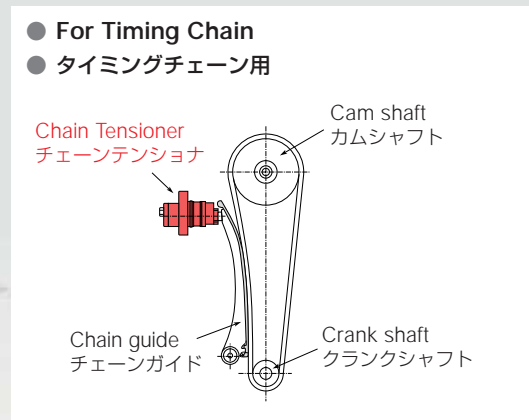 ● For Timing Chain
● タイミングチェーン用
Cam shaft
カムシャフト
Chain Tensioner
チェーンテンショナ
Chain guide
チェーンガイド
Crank shaft
クランクシャフト